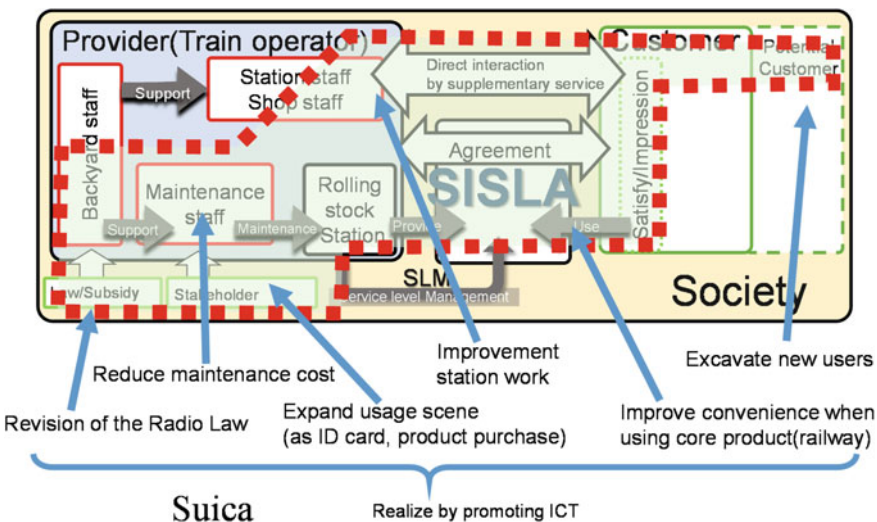 Provider(Train operator)
Customer
Potential
Customer
Station staff
Shop staff
Direct interaction
by supplementary service
Support
Backyard staff
Agreement
SISLA
Satisfy/Impression
Maintenance
staff
Rolling
stock
Station
Support
Maintenance
Provide
Use
Law/Subsidy
Stakeholder
SLM
Service level Management
Society
Improvement
station work
Excavate new users
Reduce maintenance cost
Revision of the Radio Law
Expand usage scene
(as ID card, product purchase)
Improve convenience when
using core product(railway)
Suica
Realize by promoting ICT